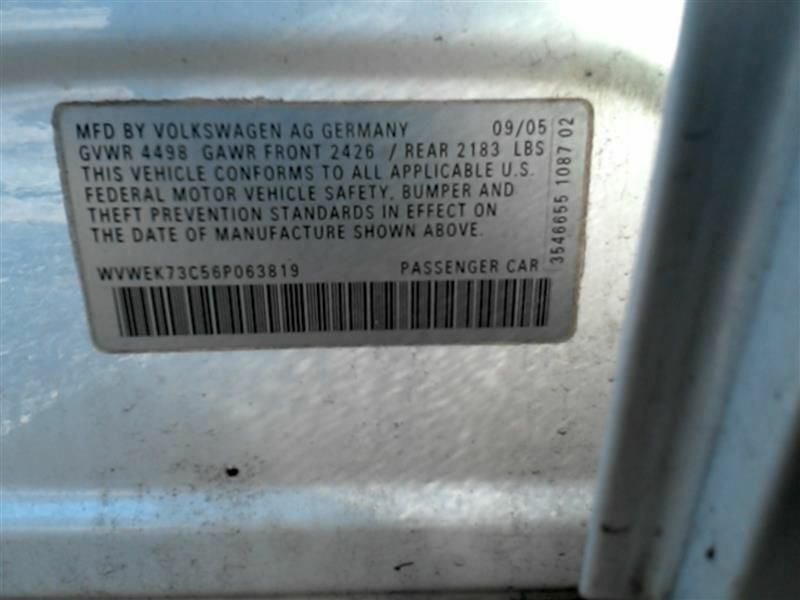 MFD BY VOLKSWAGEN AG GERMANY 09/05
GVWR 4498 GAWR FRONT 2426 / REAR 2183 LBS
THIS VEHICLE CONFORMS TO ALL APPLICABLE U.S.
FEDERAL MOTOR VEHICLE SAFETY, BUMPER AND
THEFT PREVENTION STANDARDS IN EFFECT ON
THE DATE OF MANUFACTURE SHOWN ABOVE.
WVWEK73C56P063819 PASSENGER CAR
3546655 1087 02